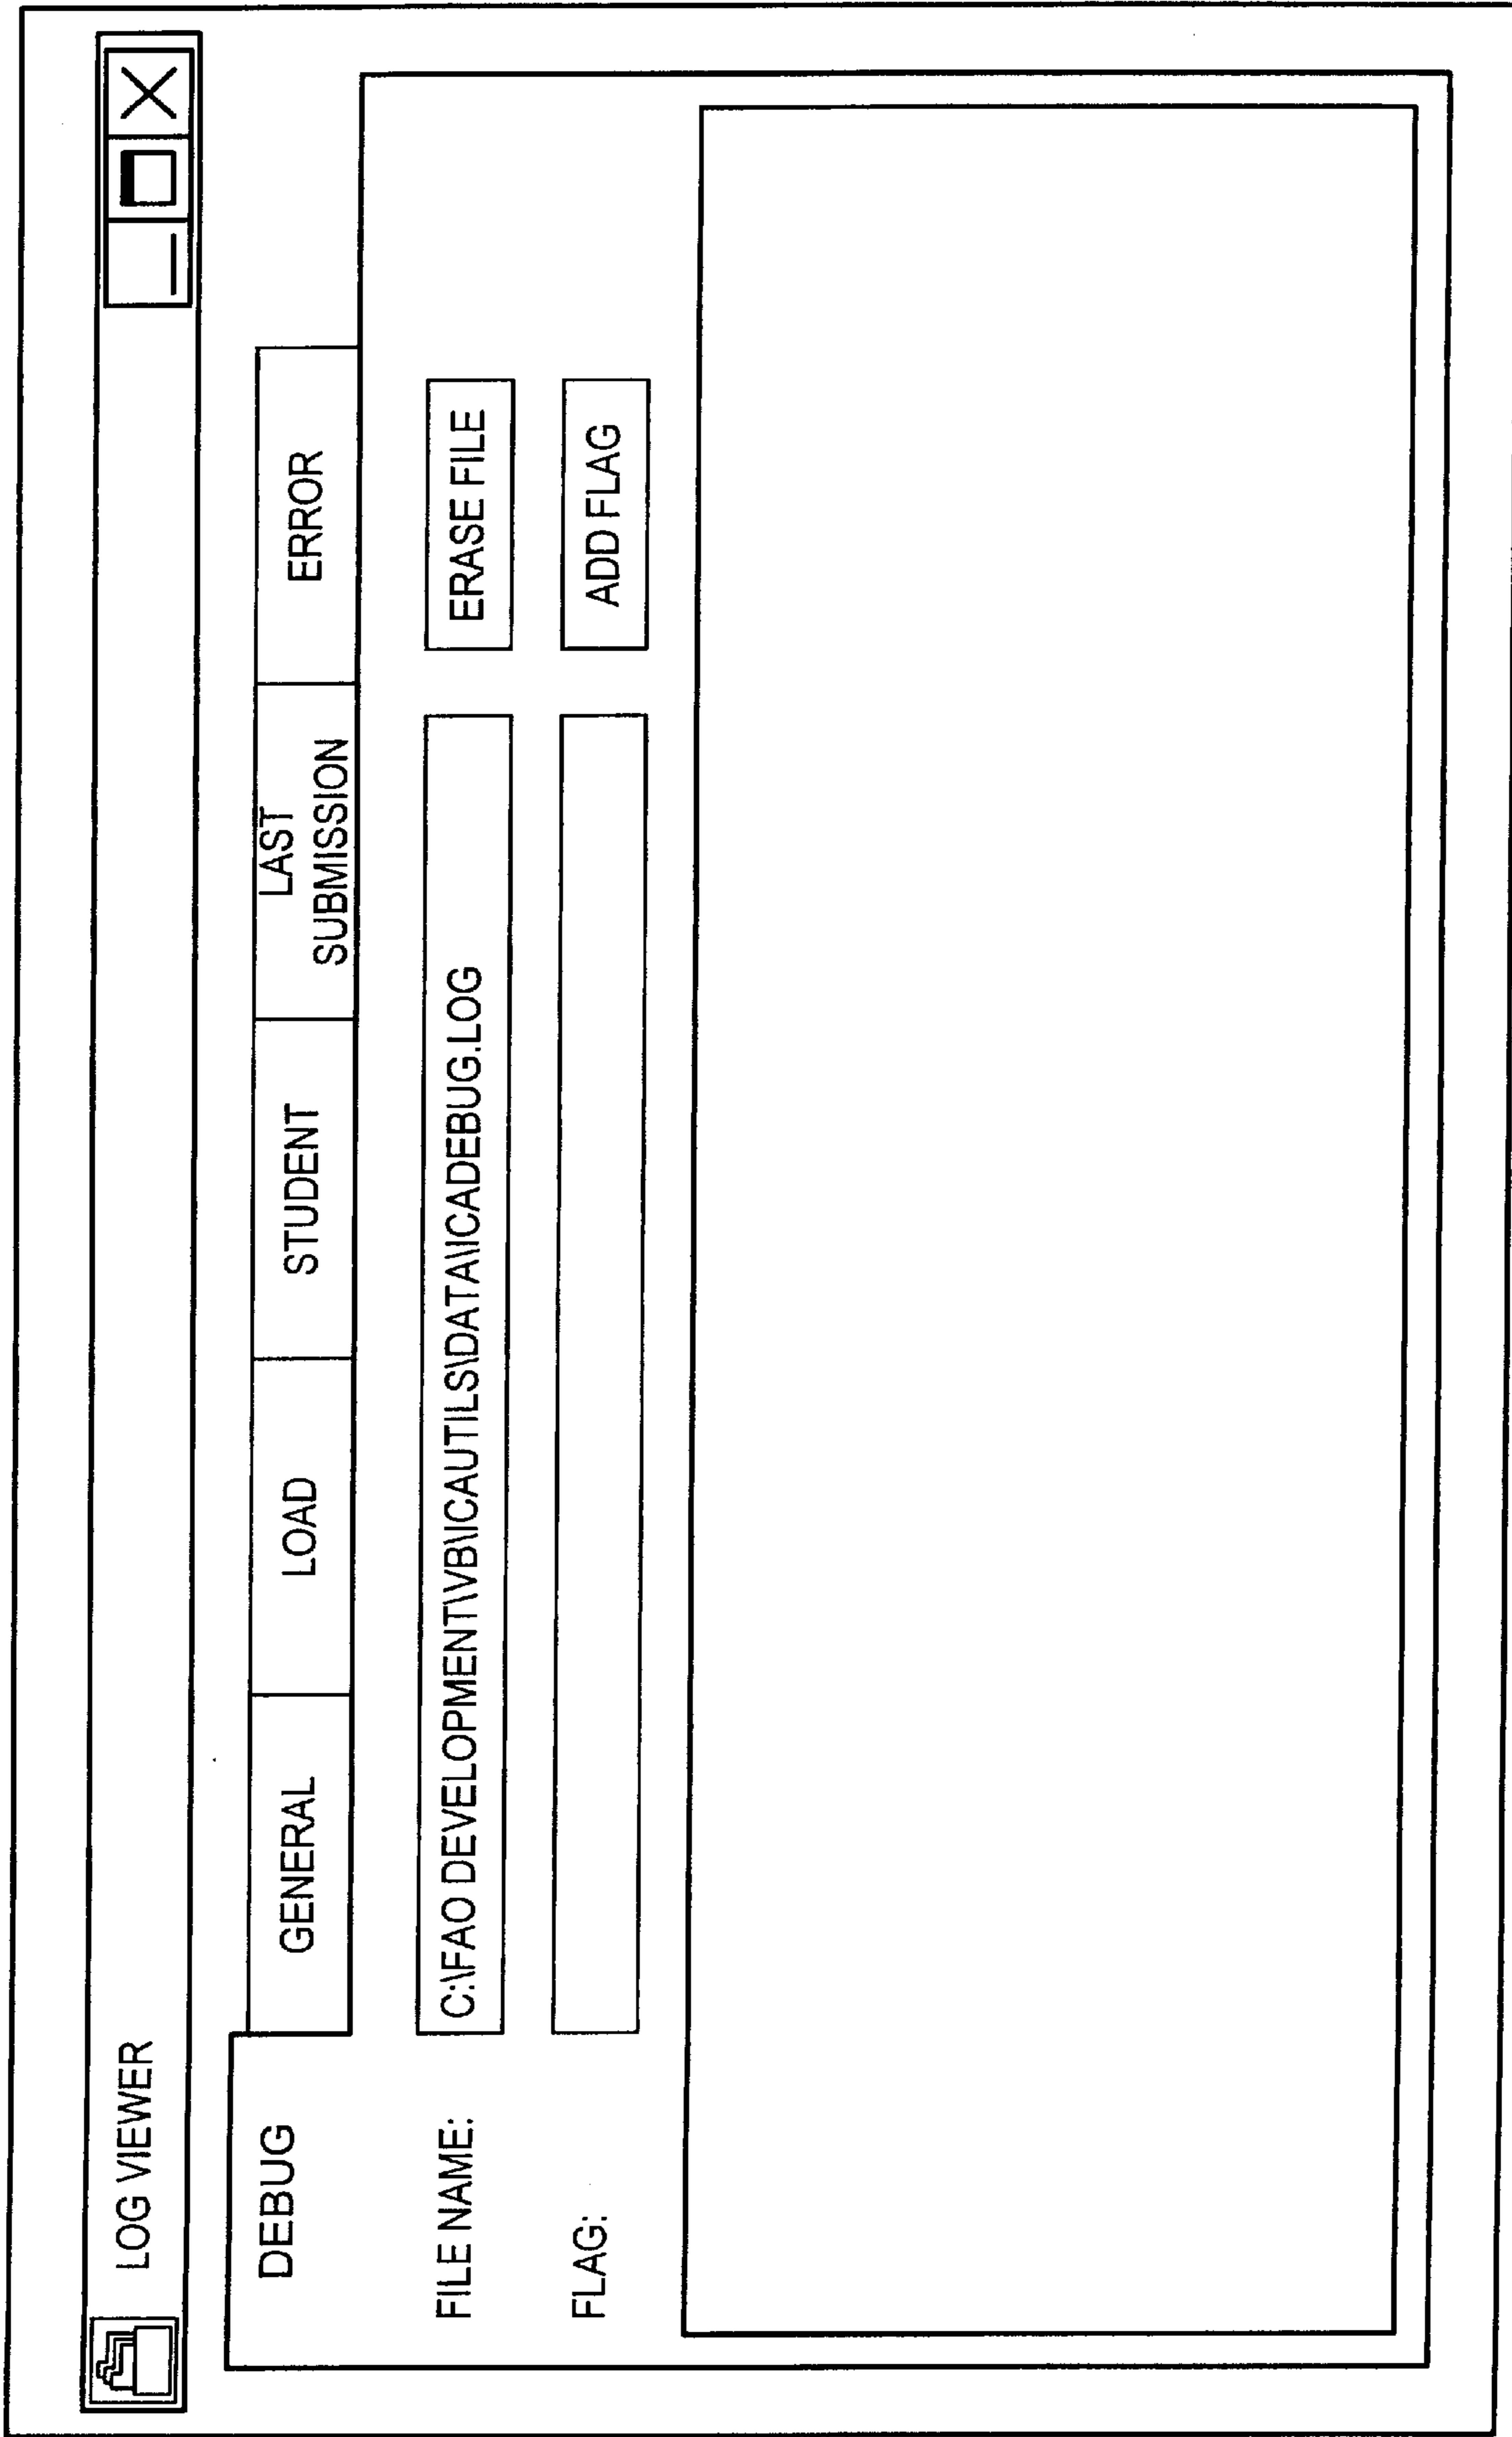 LOG VIEWER
DEBUG
GENERAL
LOAD
STUDENT
LAST
SUBMISSION
ERROR
FILE NAME:
C:\FAO DEVELOPMENT\VB\ICAUTILS\DATA\ICADEBUG.LOG
ERASE FILE
FLAG:
ADD FLAG